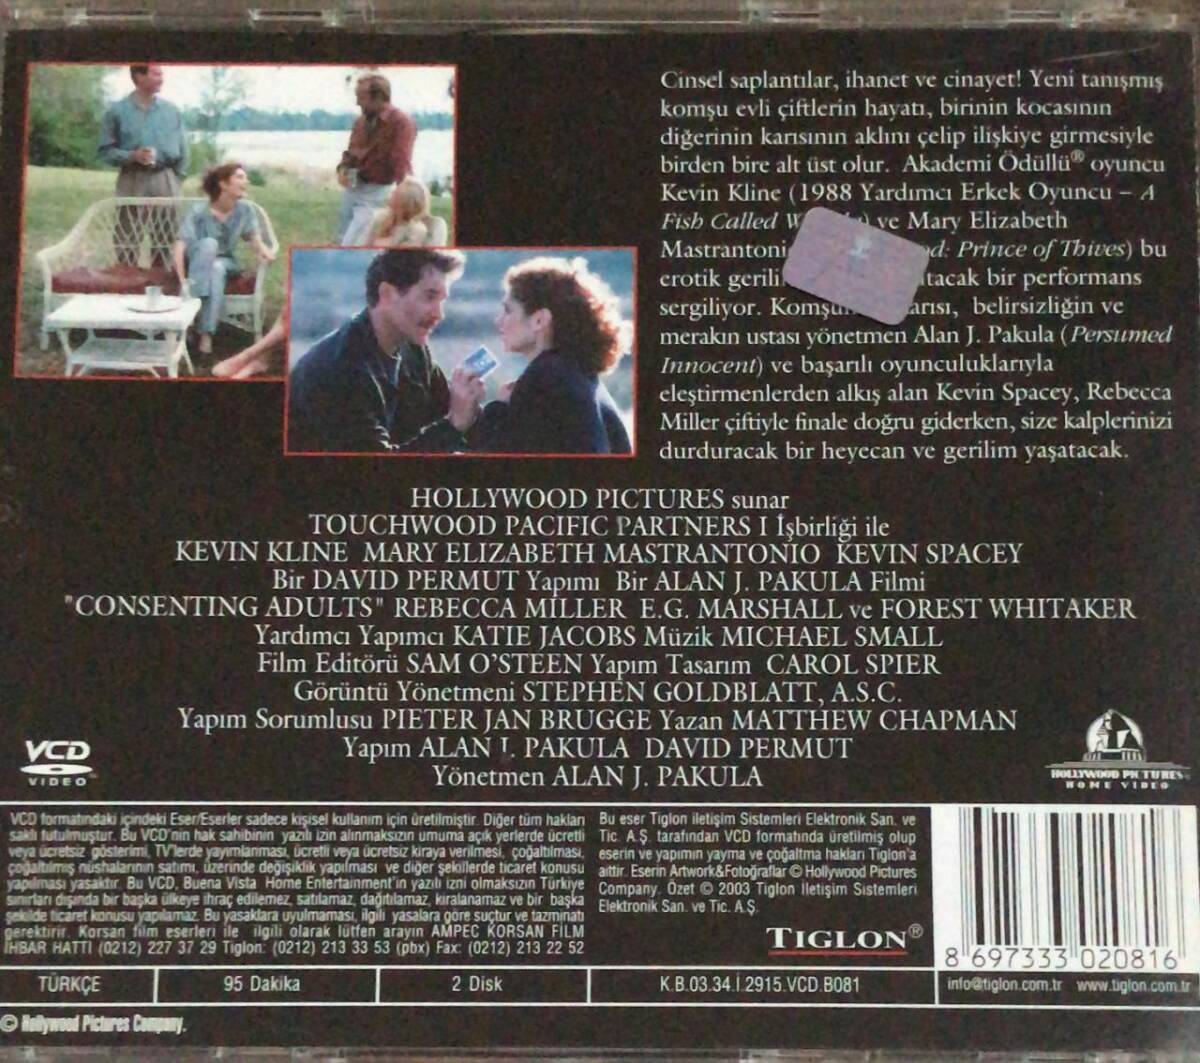 Cinsel saplantılar, ihanet ve cinayet! Yeni tanışmış
komşu evli çiftlerin hayatı, birinin kocasının
diğerinin karısının aklını çelip ilişkiye girmesiyle
birden bire alt üst olur. Akademi Ödüllü® oyuncu
Kevin Kline (1988 Yardımcı Erkek Oyuncu – A
Fish Called ve Mary Elizabeth
Mastrantoni Prince of Thives) bu
erotik gerili bir performans
sergiliyor. belirsizliğin ve
merakın ustası yönetmen Alan J. Pakula (Persumed
Innocent) ve başarılı oyunculuklarıyla
eleştirmenlerden alkış alan Kevin Spacey, Rebecca
Miller çiftiyle finale doğru giderken, size kalplerinizi
durduracak bir heyecan ve gerilim yaşatacak.
HOLLYWOOD PICTURES sunar
TOUCHWOOD PACIFIC PARTNERS I İşbirliği ile
KEVIN KLINE MARY ELIZABETH MASTRANTONIO KEVIN SPACEY
Bir DAVID PERMUT Yapımı Bir ALAN J. PAKULA Filmi
"CONSENTING ADULTS" REBECCA MILLER E.G. MARSHALL ve FOREST WHITAKER
Yardımcı Yapımcı KATIE JACOBS Müzik MICHAEL SMALL
Film Editörü SAM O'STEEN Yapım Tasarım CAROL SPIER
Görüntü Yönetmeni STEPHEN GOLDBLATT, A.S.C.
Yapım Sorumlusu PIETER JAN BRUGGE Yazan MATTHEW CHAPMAN
Yapım ALAN J. PAKULA DAVID PERMUT
Yönetmen ALAN J. PAKULA
VCD
VIDEO
HOLLYWOOD PICTURES
HOME VIDEO
VCD formatındaki içindeki Eser/Eserler sadece kişisel kullanım için üretilmiştir. Diğer tüm hakları
saklı tutulmuştur. Bu VCD'nin hak sahibinin yazılı izin alınmaksızın umuma açık yerlerde ücretli
veya ücretsiz gösterimi, TV'lerde yayımlanması, ücretli veya ücretsiz kiraya verilmesi, çoğaltılması,
çoğaltılmış nüshalarının satımı, üzerinde değişiklik yapılması ve diğer şekillerde ticaret konusu
yapılması yasaktır. Bu VCD, Buena Vista Home Entertainment'ın yazılı izni olmaksızın Türkiye
sınırları dışında bir başka ülkeye ihraç edilemez, satılamaz, dağıtılamaz, kiralanamaz ve bir başka
şekilde ticaret konusu yapılamaz. Bu yasaklara uyulmaması, ilgili yasalara göre suçtur ve tazminatı
gerektirir. Korsan film eserleri ile ilgili olarak lütfen arayın AMPEC KORSAN FİLM
İHBAR HATTI (0212) 227 37 29 Tiglon: (0212) 213 33 53 (pbx) Fax: (0212) 213 22 52
Bu eser Tiglon iletişim Sistemleri Elektronik San. ve
Tic. A.Ş. tarafından VCD formatında üretilmiş olup
eserin ve yapımın yayma ve çoğaltma hakları Tiglon'a
aittir. Eserin Artwork&Fotoğraflar © Hollywood Pictures
Company. Özet © 2003 Tiglon İletişim Sistemleri
Elektronik San. ve Tic. A.Ş.
TIGLON®
8 697333 020816
TÜRKÇE
95 Dakika
2 Disk
K.B.03.34.İ.2915.VCD.B081
info@tiglon.com.tr www.tiglon.com.tr
© Hollywood Pictures Company.